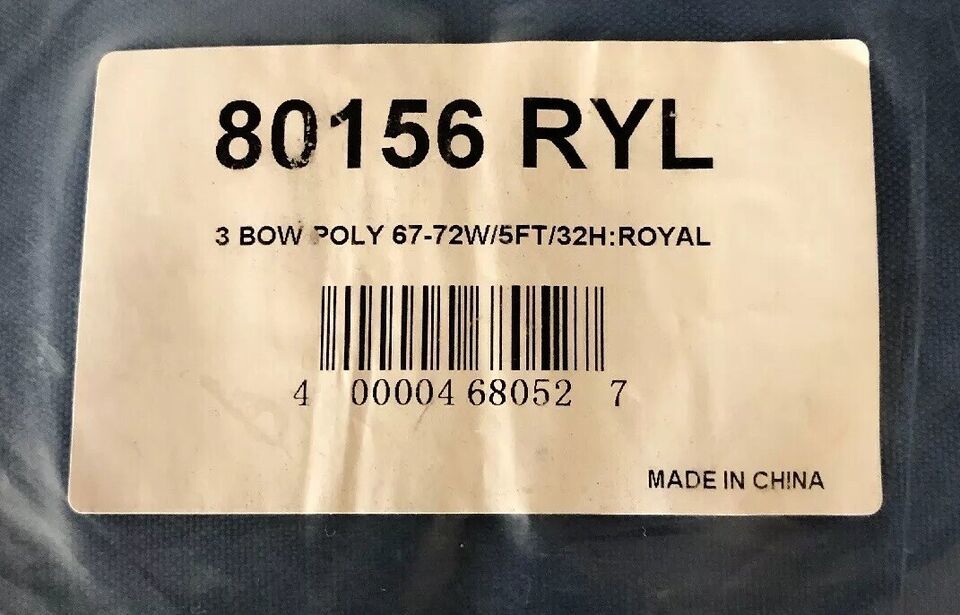 80156 RYL
3 BOW POLY 67-72W/5FT/32H:ROYAL
4 00004 68052 7
MADE IN CHINA